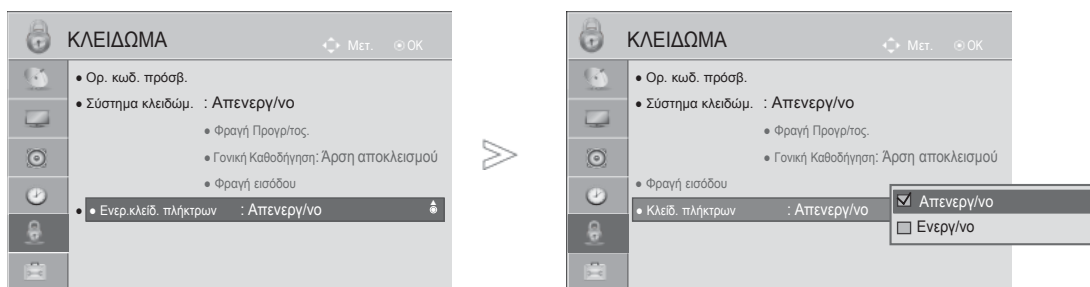 ΚΛΕΙΔΩΜΑ Μετ. OK
• Ορ. κωδ. πρόσβ.
• Σύστημα κλειδώμ. : Απενεργ/νο
• Φραγή Προγρ/τος.
• Γονική Καθοδήγηση: Άρση αποκλεισμού
• Φραγή εισόδου
• • Ενερ.κλείδ. πλήκτρων : Απενεργ/νο
ΚΛΕΙΔΩΜΑ Μετ. OK
• Ορ. κωδ. πρόσβ.
• Σύστημα κλειδώμ. : Απενεργ/νο
• Φραγή Προγρ/τος.
• Γονική Καθοδήγηση: Άρση αποκλεισμού
• Φραγή εισόδου
• Κλείδ. πλήκτρων : Απενεργ/νο
Απενεργ/νο
Ενεργ/νο